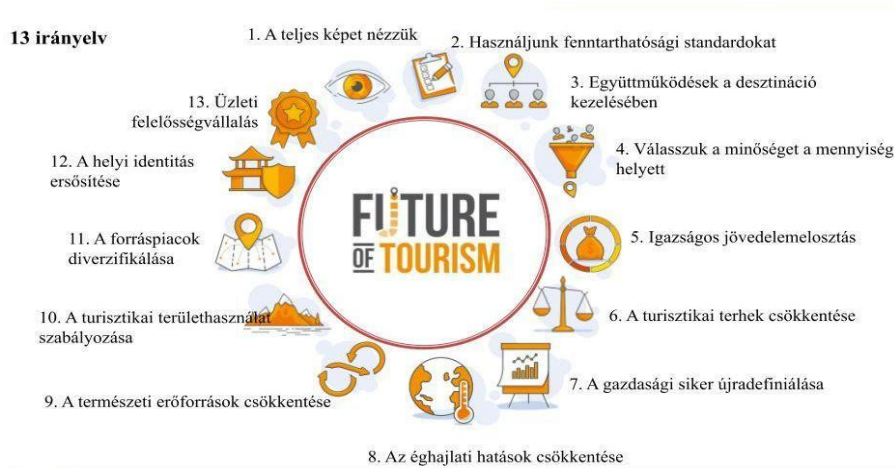 13 irányelv
1. A teljes képet nézzük
2. Használjunk fenntarthatósági standardokat
3. Együttműködések a desztináció
kezelésében
4. Válasszuk a minőséget a mennyiség
helyett
5. Igazságos jövedelemelosztás
6. A turisztikai terhek csökkentése
7. A gazdasági siker újradefiniálása
8. Az éghajlati hatások csökkentése
9. A természeti erőforrások csökkentése
10. A turisztikai területhasználat
szabályozása
11. A forráspiacok
diverzifikálása
12. A helyi identitás
ersősítése
13. Üzleti
felelősségvállalás
FUTURE
OF TOURISM